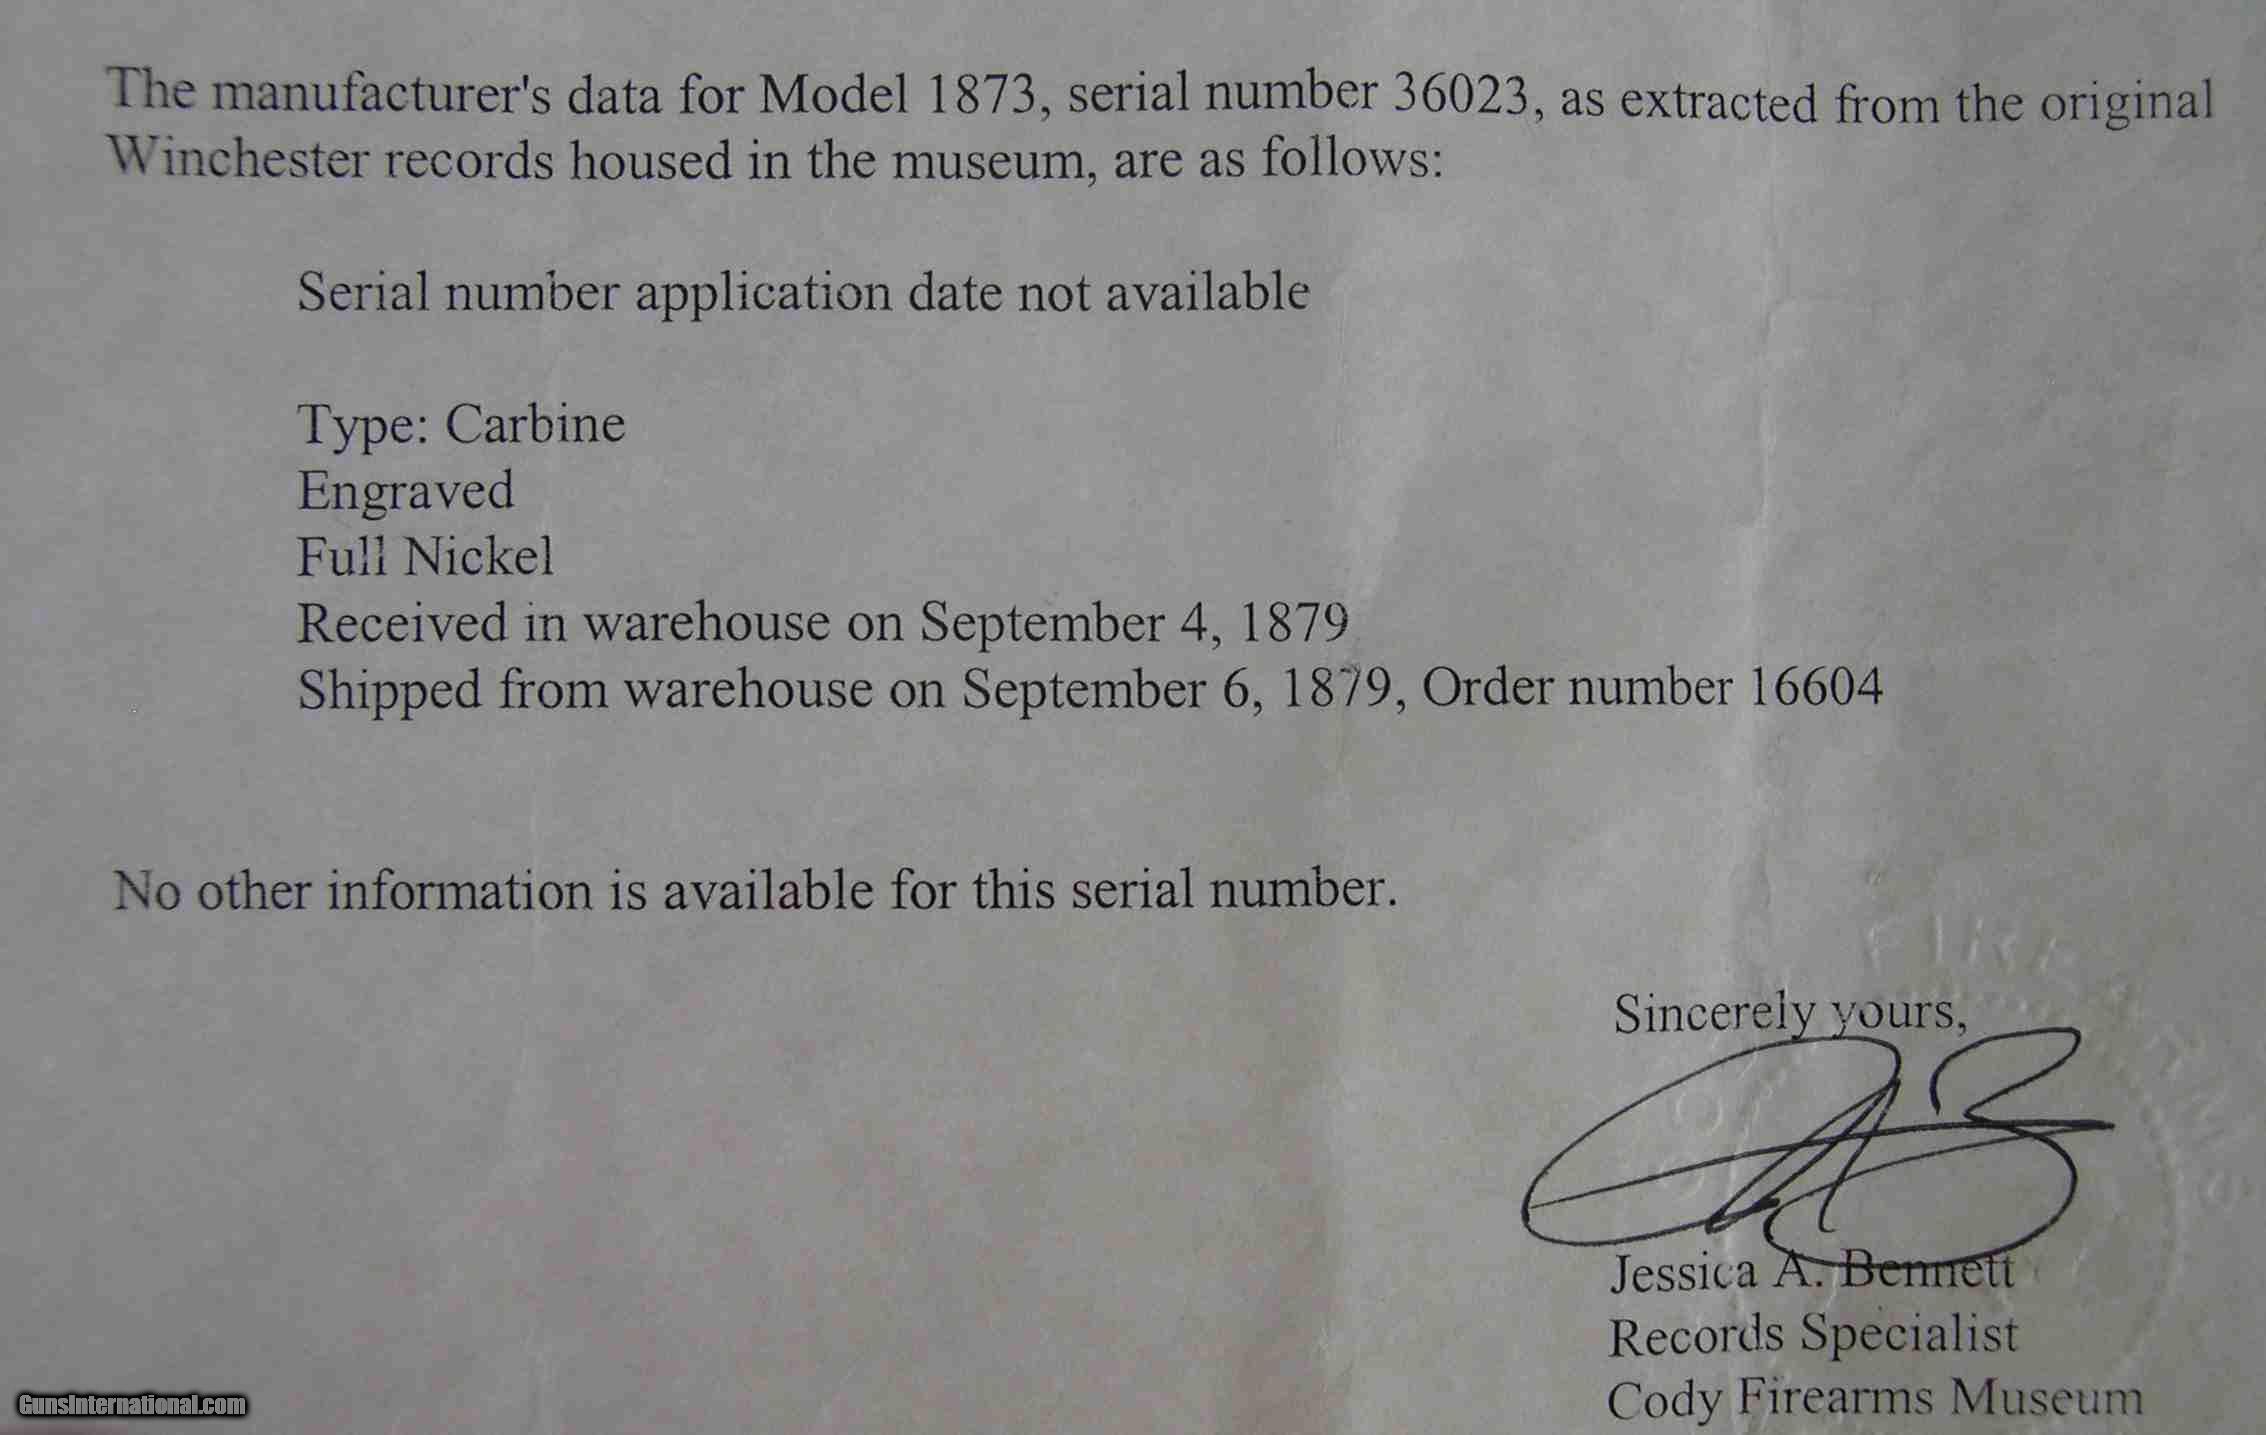 The manufacturer's data for Model 1873, serial number 36023, as extracted from the original
Winchester records housed in the museum, are as follows:
Serial number application date not available
Type: Carbine
Engraved
Full Nickel
Received in warehouse on September 4, 1879
Shipped from warehouse on September 6, 1879, Order number 16604
No other information is available for this serial number.
Sincerely yours,
Jessica A. Bennett
Records Specialist
Cody Firearms Museum
GunsInternational.com